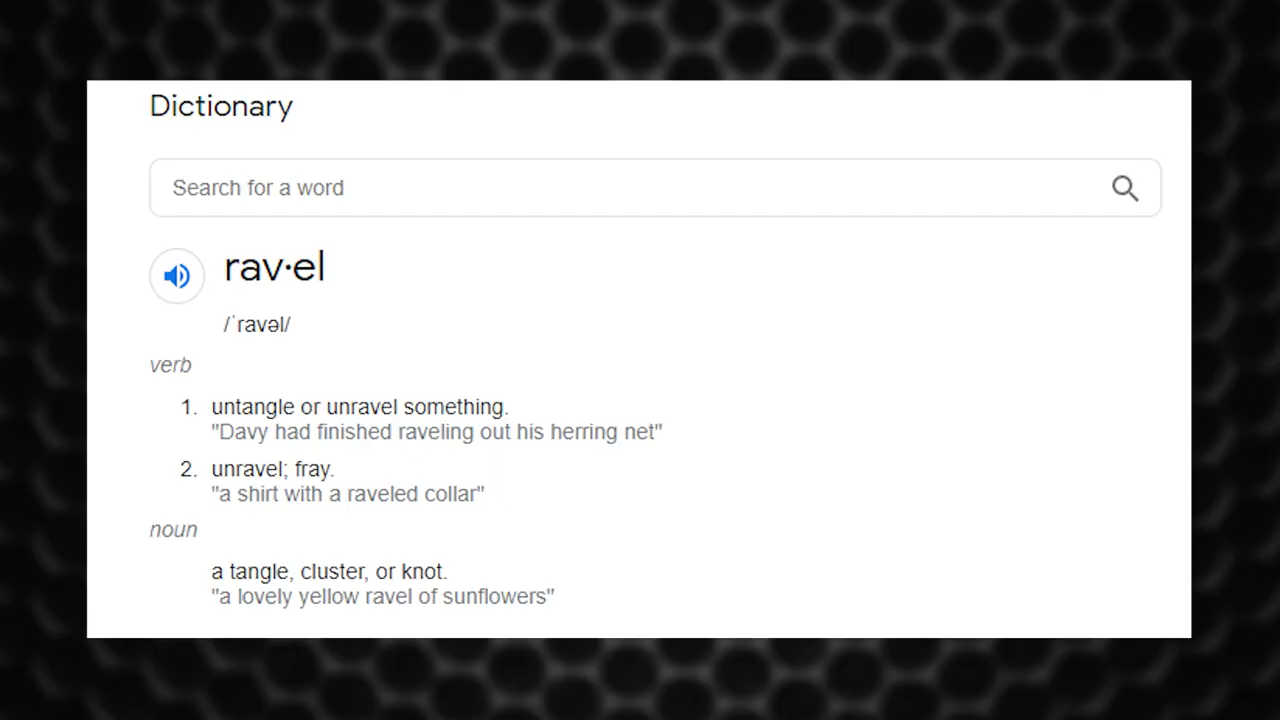 Dictionary
Search for a word
rav·el
/ˈravəl/
verb
1. untangle or unravel something.
"Davy had finished raveling out his herring net"
2. unravel; fray.
"a shirt with a raveled collar"
noun
a tangle, cluster, or knot.
"a lovely yellow ravel of sunflowers"